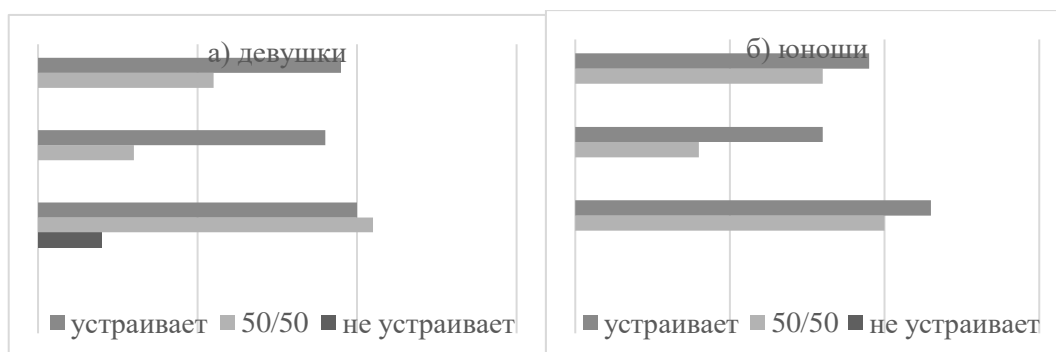 а) девушки
устраивает 50/50 не устраивает
б) юноши
устраивает 50/50 не устраивает